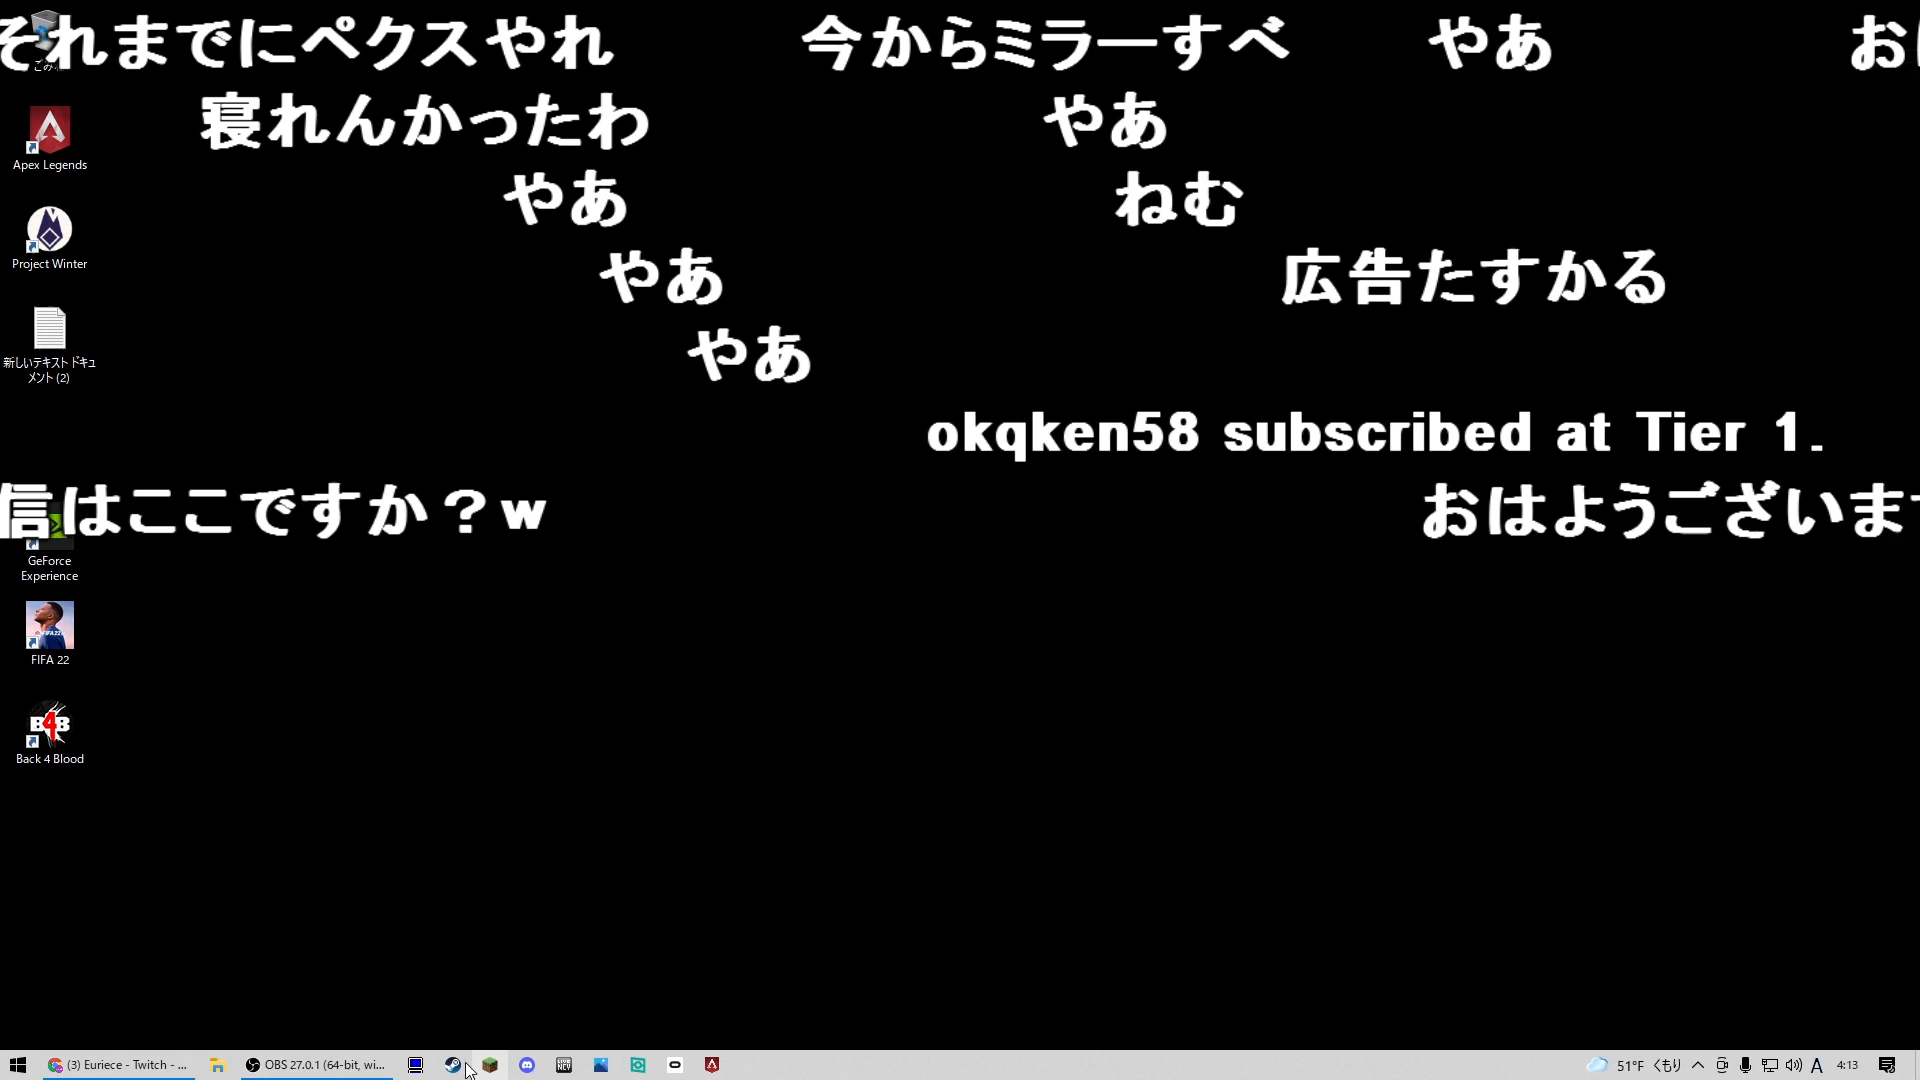 それまでにペクスやれ
今からミラーすべ
やあ
お
寝れんかったわ
やあ
やあ
ねむ
やあ
広告たすかる
やあ
okqken58 subscribed at Tier 1.
信はここですか？w
おはようございま
Apex Legends
Project Winter
新しいテキスト ドキュ
メント (2)
GeForce
Experience
FIFA 22
B4B
Back 4 Blood
(3) Euriece - Twitch - ...
OBS 27.0.1 (64-bit, wi...
51°F くもり
A
4:13